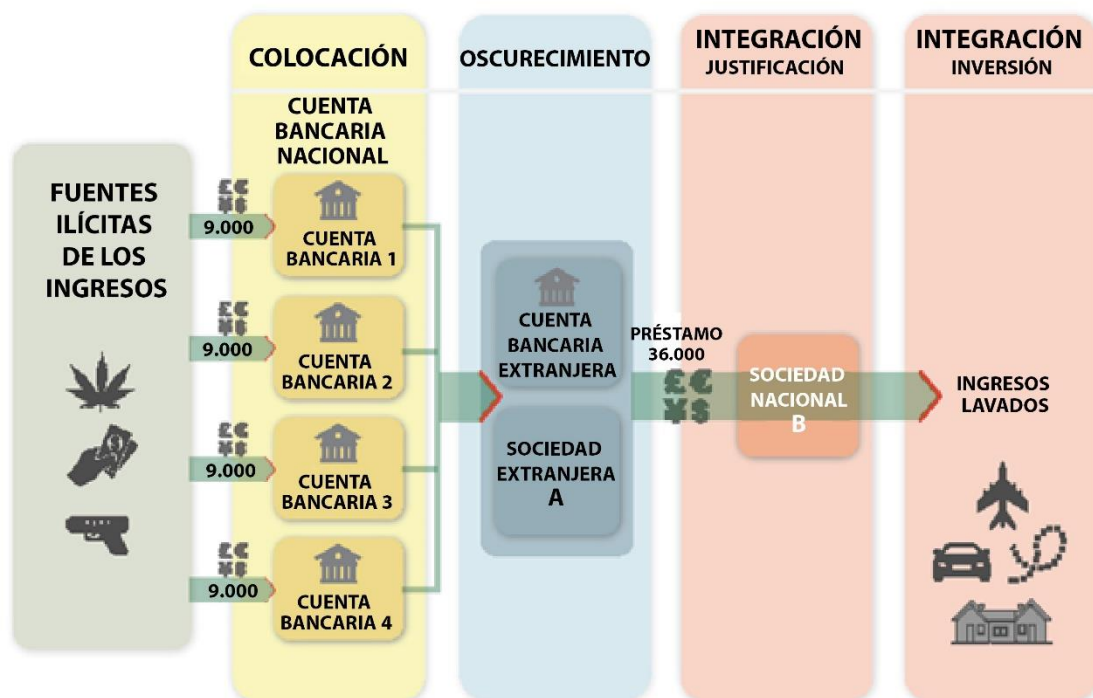 COLOCACIÓN
OSCURECIMIENTO
INTEGRACIÓN
JUSTIFICACIÓN
INTEGRACIÓN
INVERSIÓN
FUENTES
ILÍCITAS
DE LOS
INGRESOS
CUENTA
BANCARIA
NACIONAL
£€
¥$
9.000
CUENTA
BANCARIA 1
£€
¥$
9.000
CUENTA
BANCARIA 2
£€
¥$
9.000
CUENTA
BANCARIA 3
£€
¥$
9.000
CUENTA
BANCARIA 4
CUENTA
BANCARIA
EXTRANJERA
SOCIEDAD
EXTRANJERA
A
PRÉSTAMO
36.000
£€
¥$
SOCIEDAD
NACIONAL
B
INGRESOS
LAVADOS